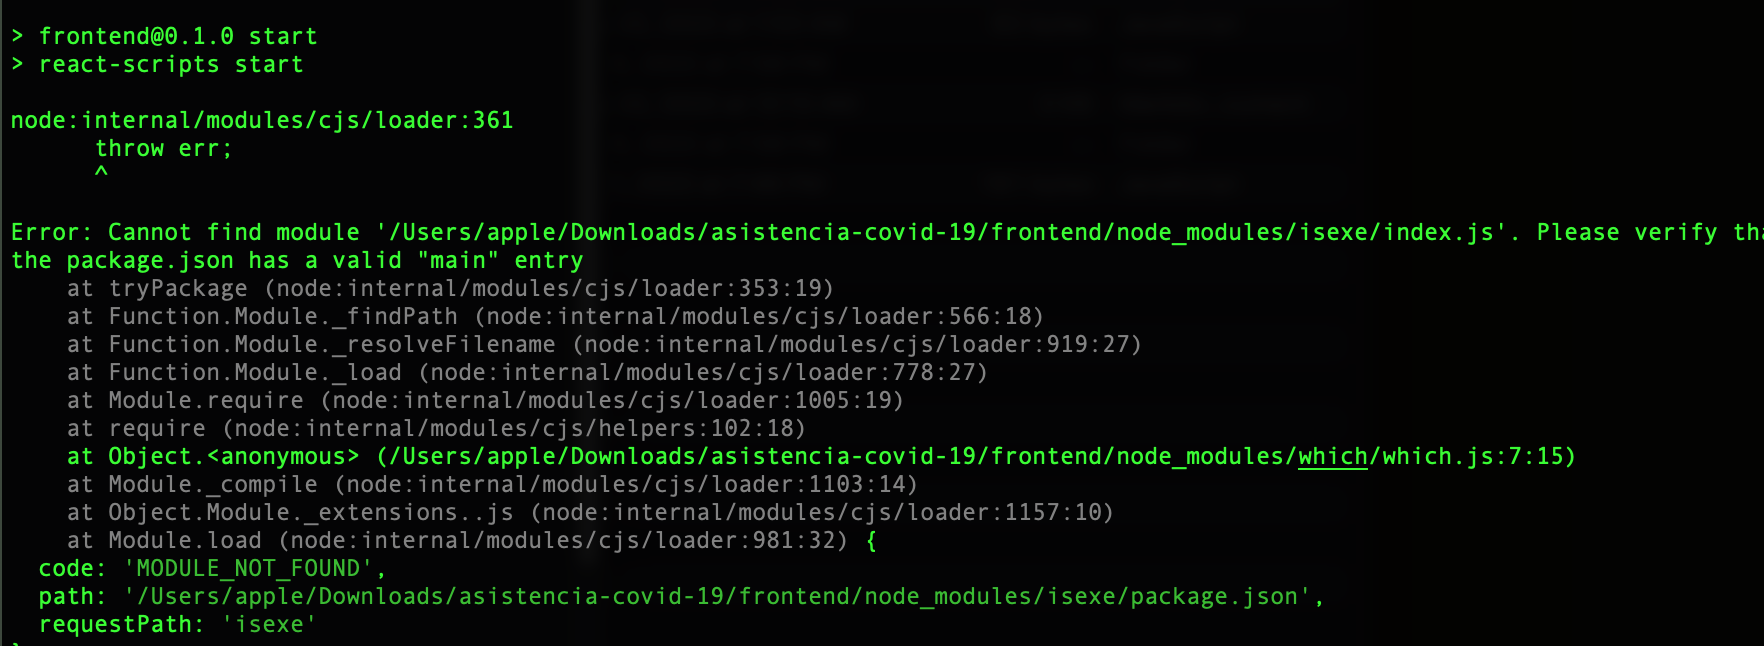 > frontend@0.1.0 start
> react-scripts start
node:internal/modules/cjs/loader:361
throw err;
^
Error: Cannot find module '/Users/apple/Downloads/asistencia-covid-19/frontend/node_modules/isexe/index.js'. Please verify
the package.json has a valid "main" entry
at tryPackage (node:internal/modules/cjs/loader:353:19)
at Function.Module._findPath (node:internal/modules/cjs/loader:566:18)
at Function.Module._resolveFilename (node:internal/modules/cjs/loader:919:27)
at Function.Module._load (node:internal/modules/cjs/loader:778:27)
at Module.require (node:internal/modules/cjs/loader:1005:19)
at require (node:internal/modules/cjs/helpers:102:18)
at Object.<anonymous> (/Users/apple/Downloads/asistencia-covid-19/frontend/node_modules/which/which.js:7:15)
at Module._compile (node:internal/modules/cjs/loader:1103:14)
at Object.Module._extensions..js (node:internal/modules/cjs/loader:1157:10)
at Module.load (node:internal/modules/cjs/loader:981:32) {
code: 'MODULE_NOT_FOUND',
path: '/Users/apple/Downloads/asistencia-covid-19/frontend/node_modules/isexe/package.json',
requestPath: 'isexe'